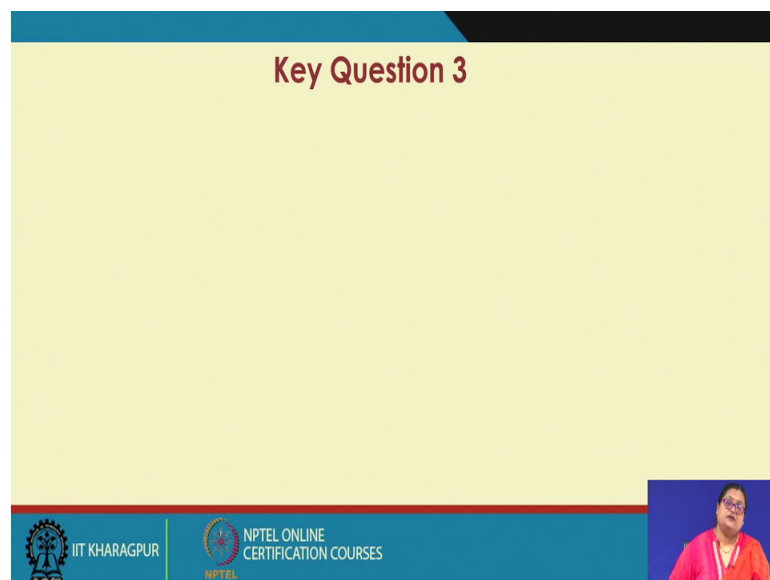 Key Question 3
IIT KHARAGPUR
NPTEL
NPTEL ONLINE
CERTIFICATION COURSES